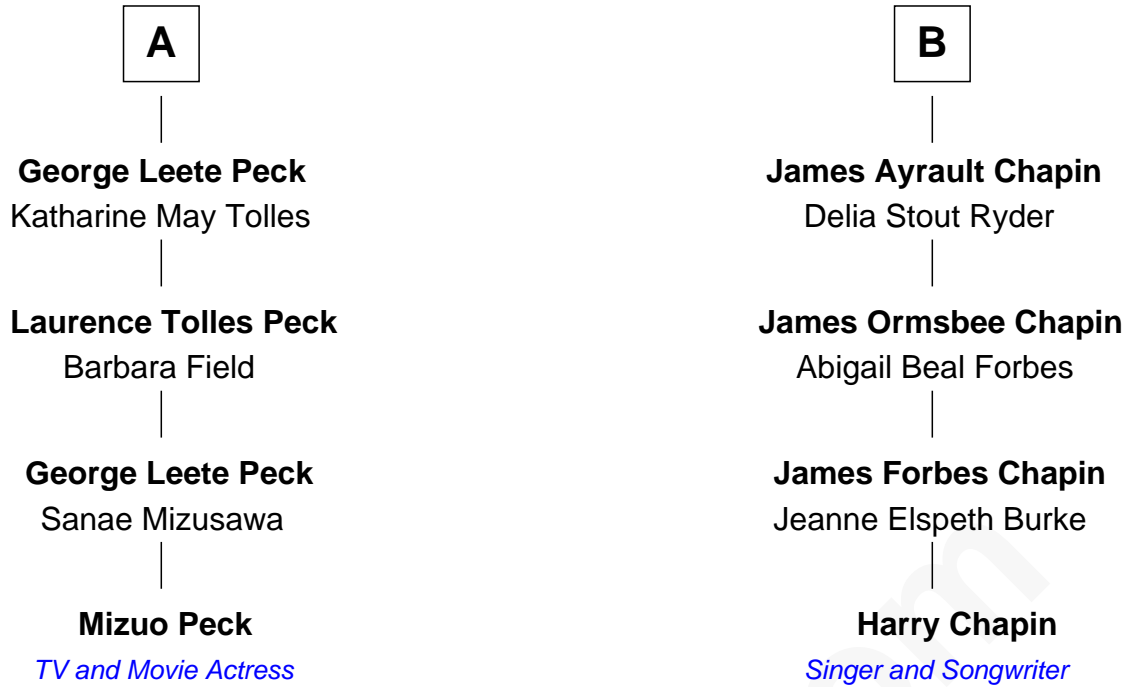 A
George Leete Peck
Katharine May Tolles
Laurence Tolles Peck
Barbara Field
George Leete Peck
Sanae Mizusawa
Mizuo Peck
TV and Movie Actress
B
James Ayrault Chapin
Delia Stout Ryder
James Ormsbee Chapin
Abigail Beal Forbes
James Forbes Chapin
Jeanne Elspeth Burke
Harry Chapin
Singer and Songwriter